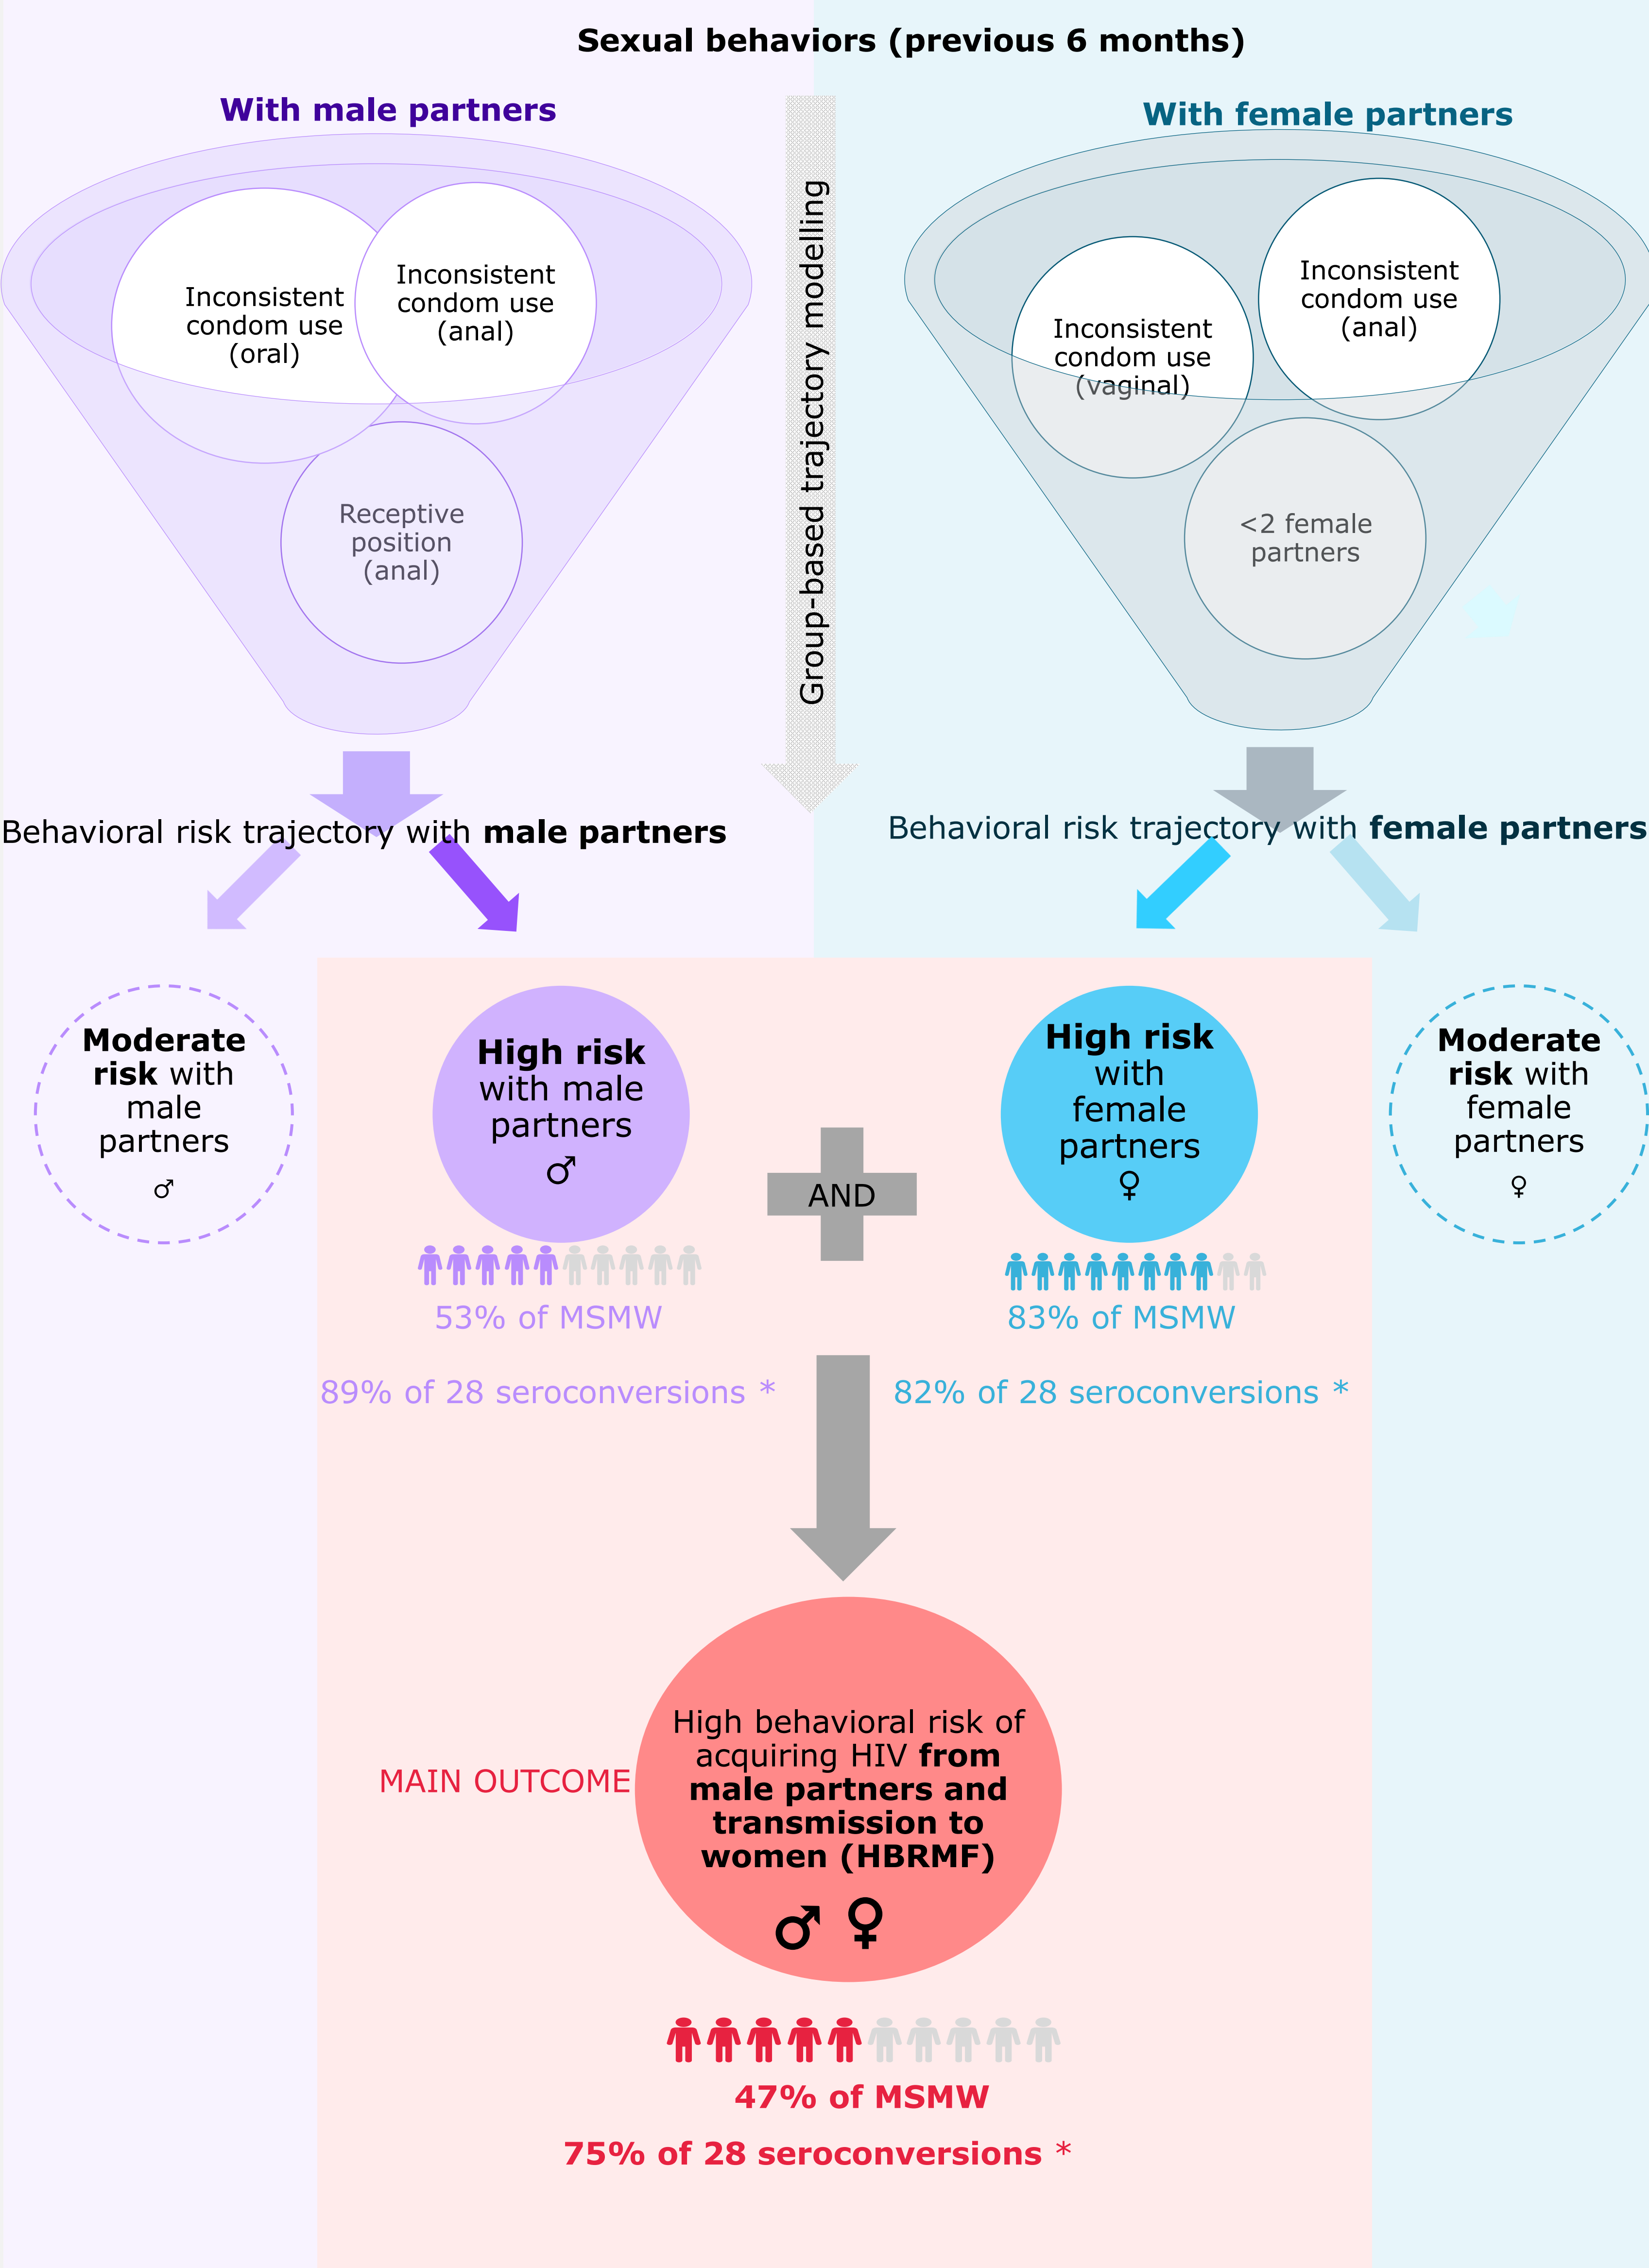 Sexual behaviors (previous 6 months)
With male partners
Inconsistent
condom use
(oral)
Inconsistent
condom use
(anal)
Receptive
position
(anal)
Group-based trajectory modelling
With female partners
Inconsistent
condom use
(vaginal)
Inconsistent
condom use
(anal)
<2 female
partners
Behavioral risk trajectory with male partners
Behavioral risk trajectory with female partners
Moderate
risk with
male
partners
♂
High risk
with male
partners
♂
53% of MSMW
89% of 28 seroconversions *
AND
High risk
with
female
partners
♀
83% of MSMW
82% of 28 seroconversions *
Moderate
risk with
female
partners
♀
MAIN OUTCOME
High behavioral risk of
acquiring HIV from
male partners and
transmission to
women (HBRMF)
♂ ♀
47% of MSMW
75% of 28 seroconversions *